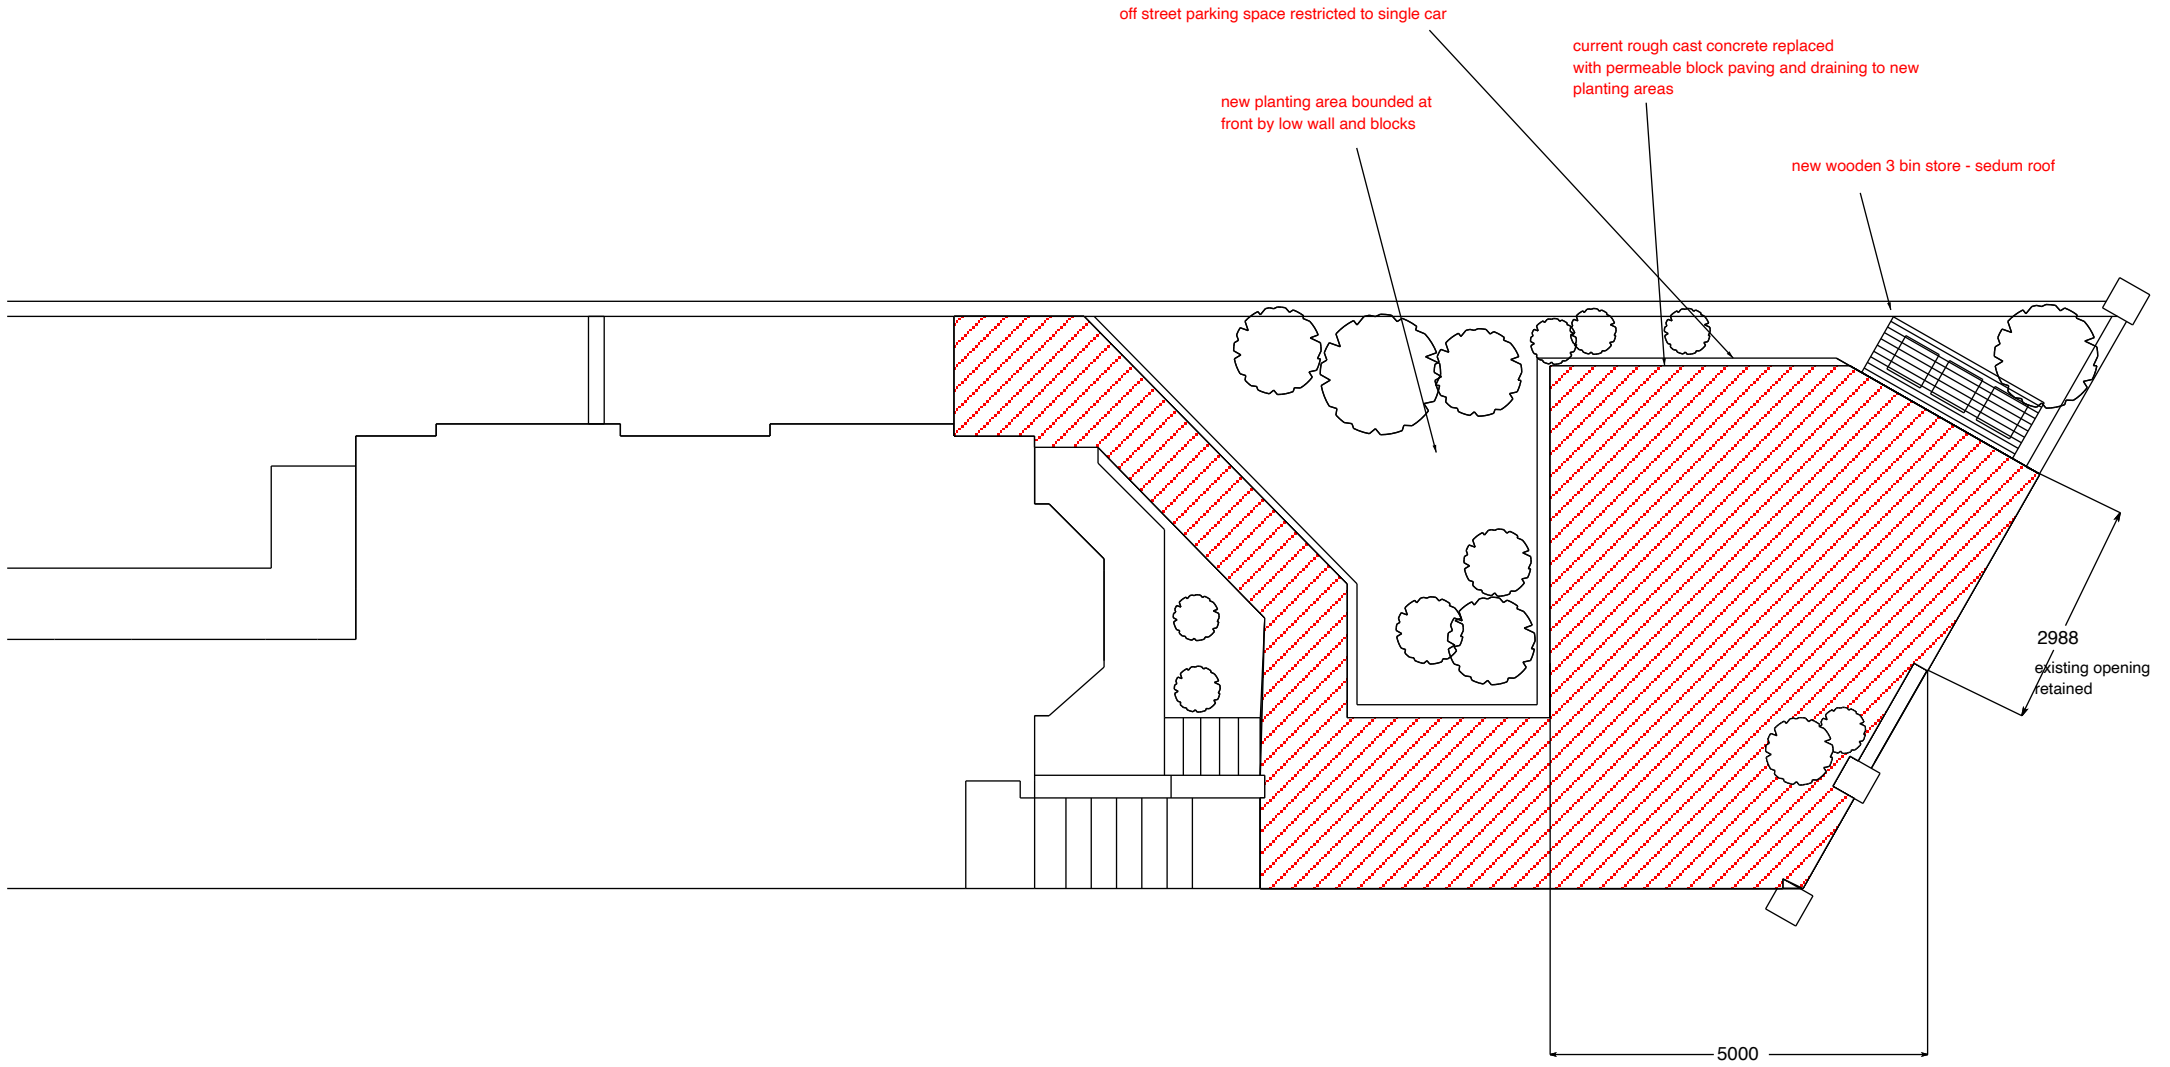 off street parking space restricted to single car
current rough cast concrete replaced
with permeable block paving and draining to new
planting areas
new planting area bounded at
front by low wall and blocks
new wooden 3 bin store - sedum roof
2988
existing opening
retained
5000